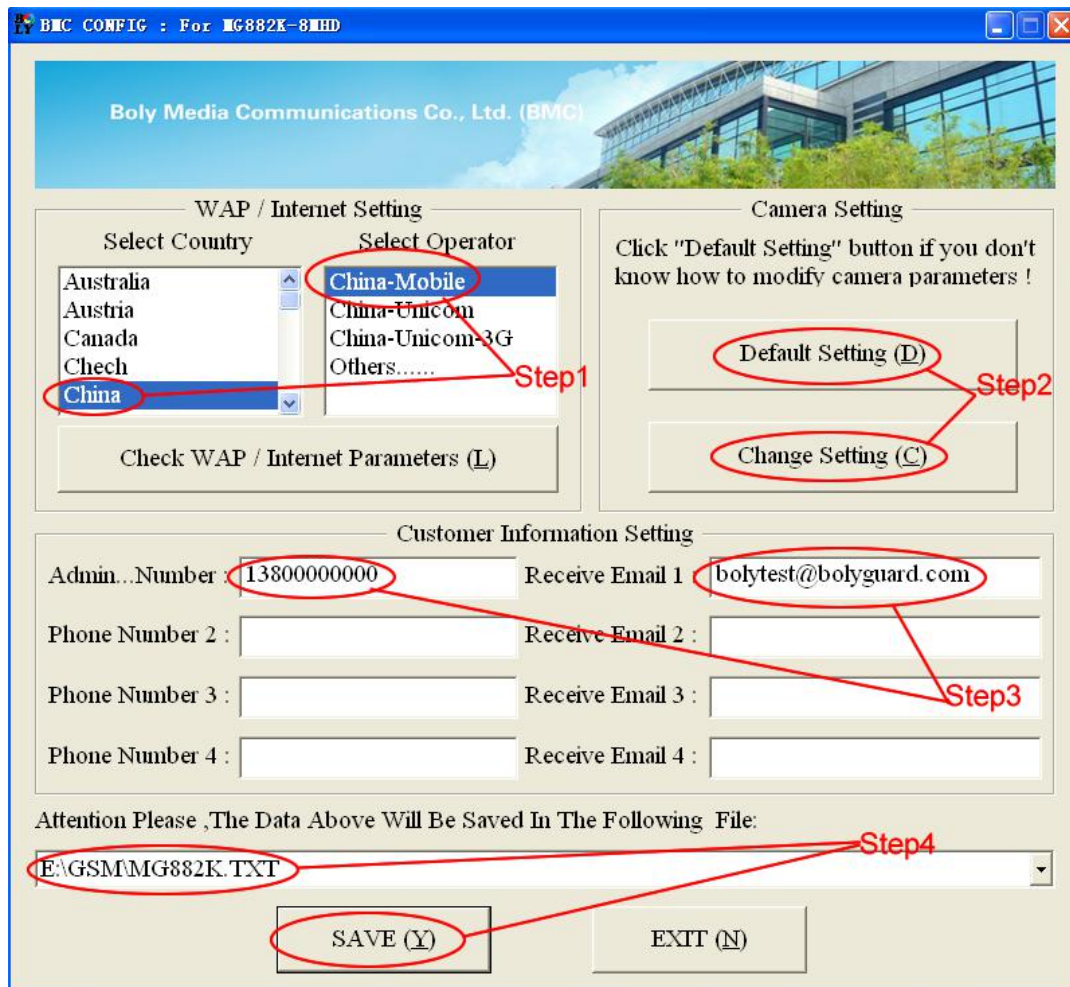 BMC CONFIG : For MG882K-8MHD
Boly Media Communications Co., Ltd. (BMC)
WAP / Internet Setting
Select Country
Select Operator
Australia
Austria
Canada
Chech
China
China-Mobile
China-Unicom
China-Unicom-3G
Others......
Step1
Check WAP / Internet Parameters (L)
Camera Setting
Click "Default Setting" button if you don't
know how to modify camera parameters !
Default Setting (D)
Step2
Change Setting (C)
Customer Information Setting
Admin...Number : 13800000000
Receive Email 1 : bolytest@bolyguard.com
Phone Number 2 :
Receive Email 2 :
Phone Number 3 :
Receive Email 3 :
Step3
Phone Number 4 :
Receive Email 4 :
Attention Please ,The Data Above Will Be Saved In The Following File:
Step4
E:\GSM\MG882K.TXT
SAVE (Y)
EXIT (N)